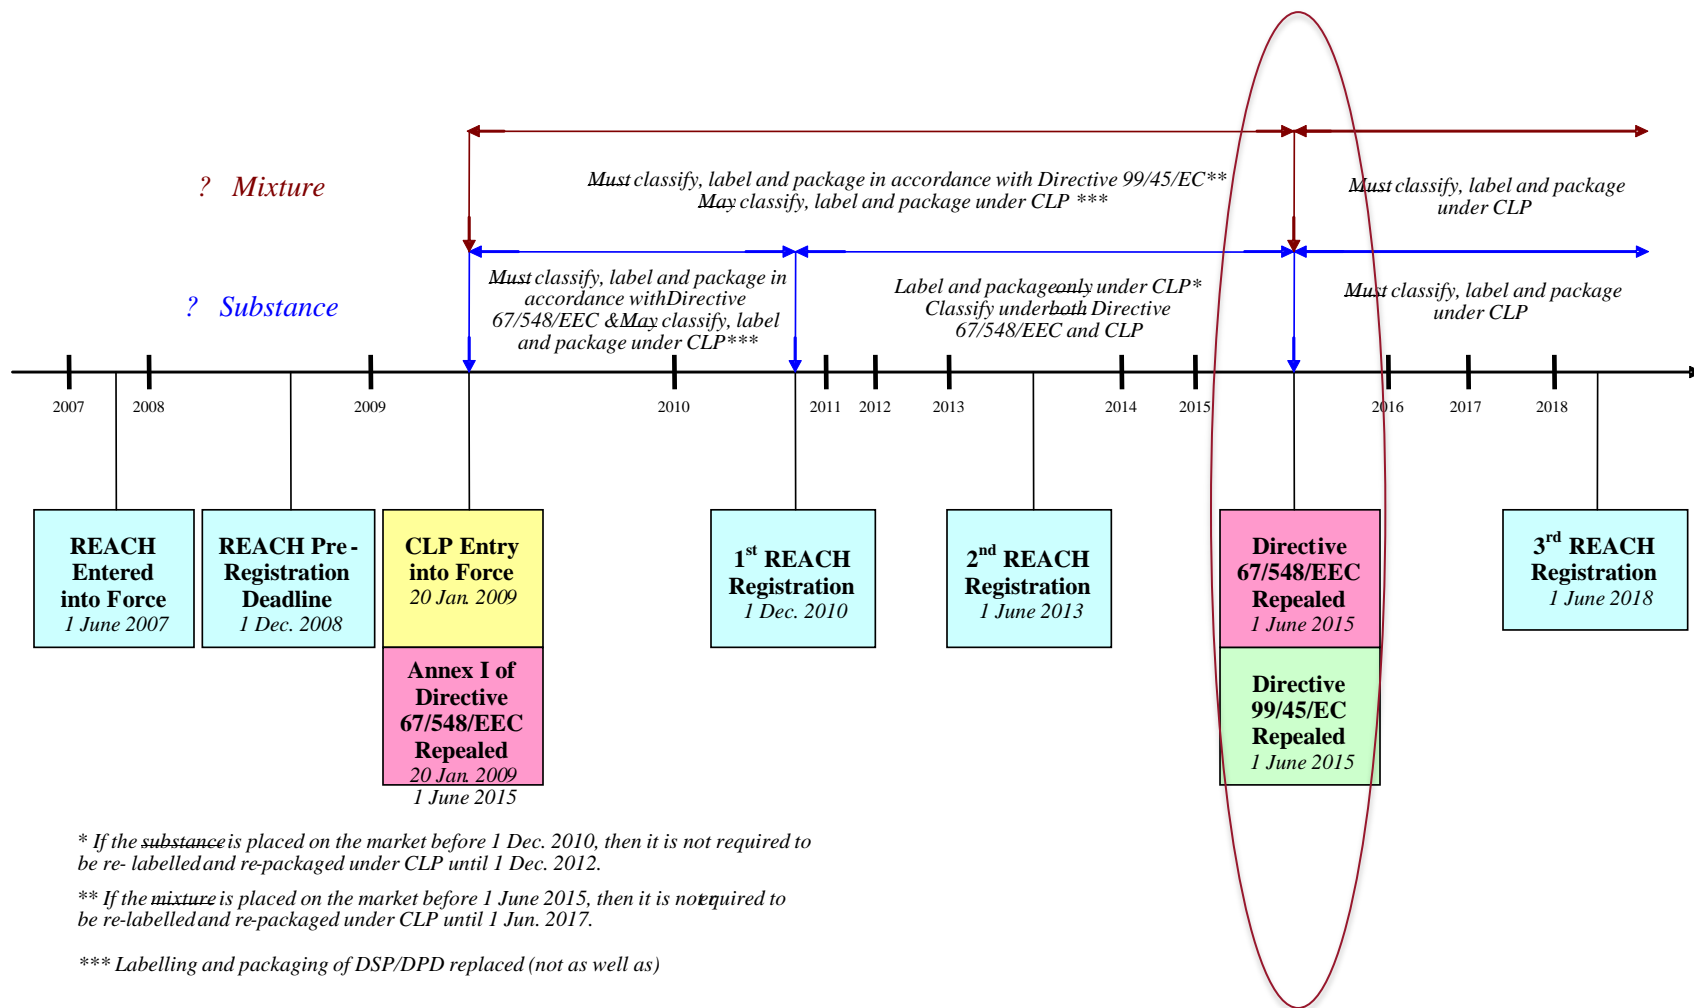 ? Mixture
Must classify, label and package in accordance with Directive 99/45/EC**
May classify, label and package under CLP ***
Must classify, label and package
under CLP
? Substance
Must classify, label and package in
accordance withDirective
67/548/EEC &May classify, label
and package under CLP***
Label and packageonly under CLP*
Classify underboth Directive
67/548/EEC and CLP
Must classify, label and package
under CLP
2007
2008
2009
2010
2011
2012
2013
2014
2015
2016
2017
2018
REACH
Entered
into Force
1 June 2007
REACH Pre-
Registration
Deadline
1 Dec. 2008
CLP Entry
into Force
20 Jan. 2009
Annex I of
Directive
67/548/EEC
Repealed
20 Jan. 2009
1 June 2015
1st REACH
Registration
1 Dec. 2010
2nd REACH
Registration
1 June 2013
Directive
67/548/EEC
Repealed
1 June 2015
Directive
99/45/EC
Repealed
1 June 2015
3rd REACH
Registration
1 June 2018
* If the substance is placed on the market before 1 Dec. 2010, then it is not required to
be re- labelled and re-packaged under CLP until 1 Dec. 2012.
** If the mixture is placed on the market before 1 June 2015, then it is not required to
be re-labelled and re-packaged under CLP until 1 Jun. 2017.
*** Labelling and packaging of DSP/DPD replaced (not as well as)